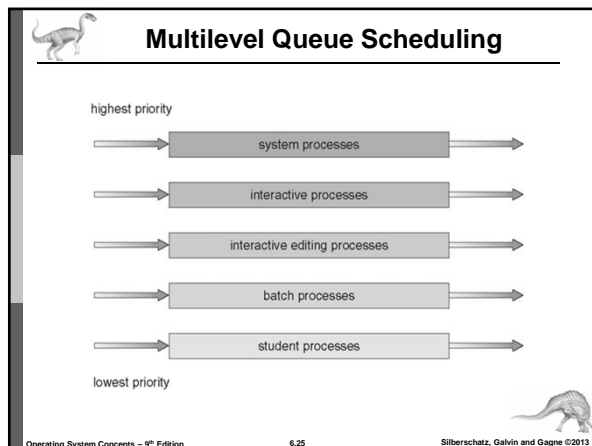 Multilevel Queue Scheduling
highest priority
system processes
interactive processes
interactive editing processes
batch processes
student processes
lowest priority
Operating System Concepts – 9th Edition 6.25 Silberschatz, Galvin and Gagne ©2013